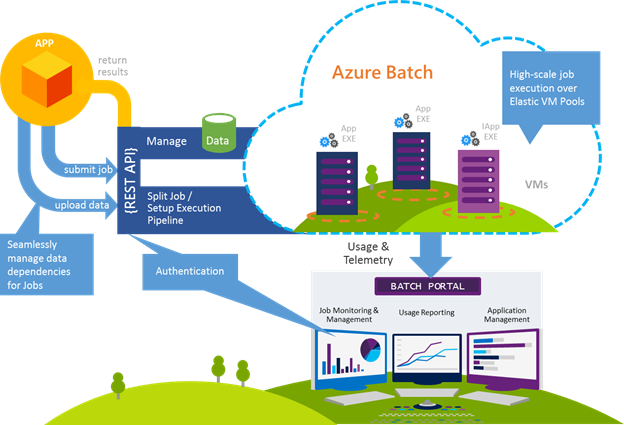 APP
return
results
Azure Batch
High-scale job
execution over
Elastic VM Pools
{REST API}
Manage
Data
submit job
upload data
Split Job /
Setup Execution
Pipeline
App
EXE
App
EXE
IApp
EXE
VMs
Seamlessly
manage data
dependencies
for Jobs
Authentication
Usage &
Telemetry
BATCH PORTAL
Job Monitoring &
Management
Usage Reporting
Application
Management